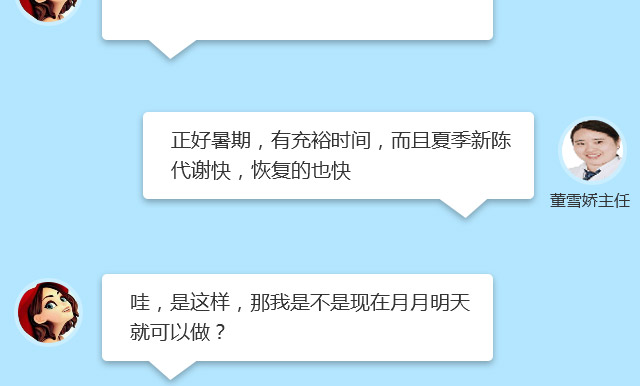 正好暑期，有充裕时间，而且夏季新陈
代谢快，恢复的也快
董雪娇主任
哇，是这样，那我是不是现在月月明天
就可以做？